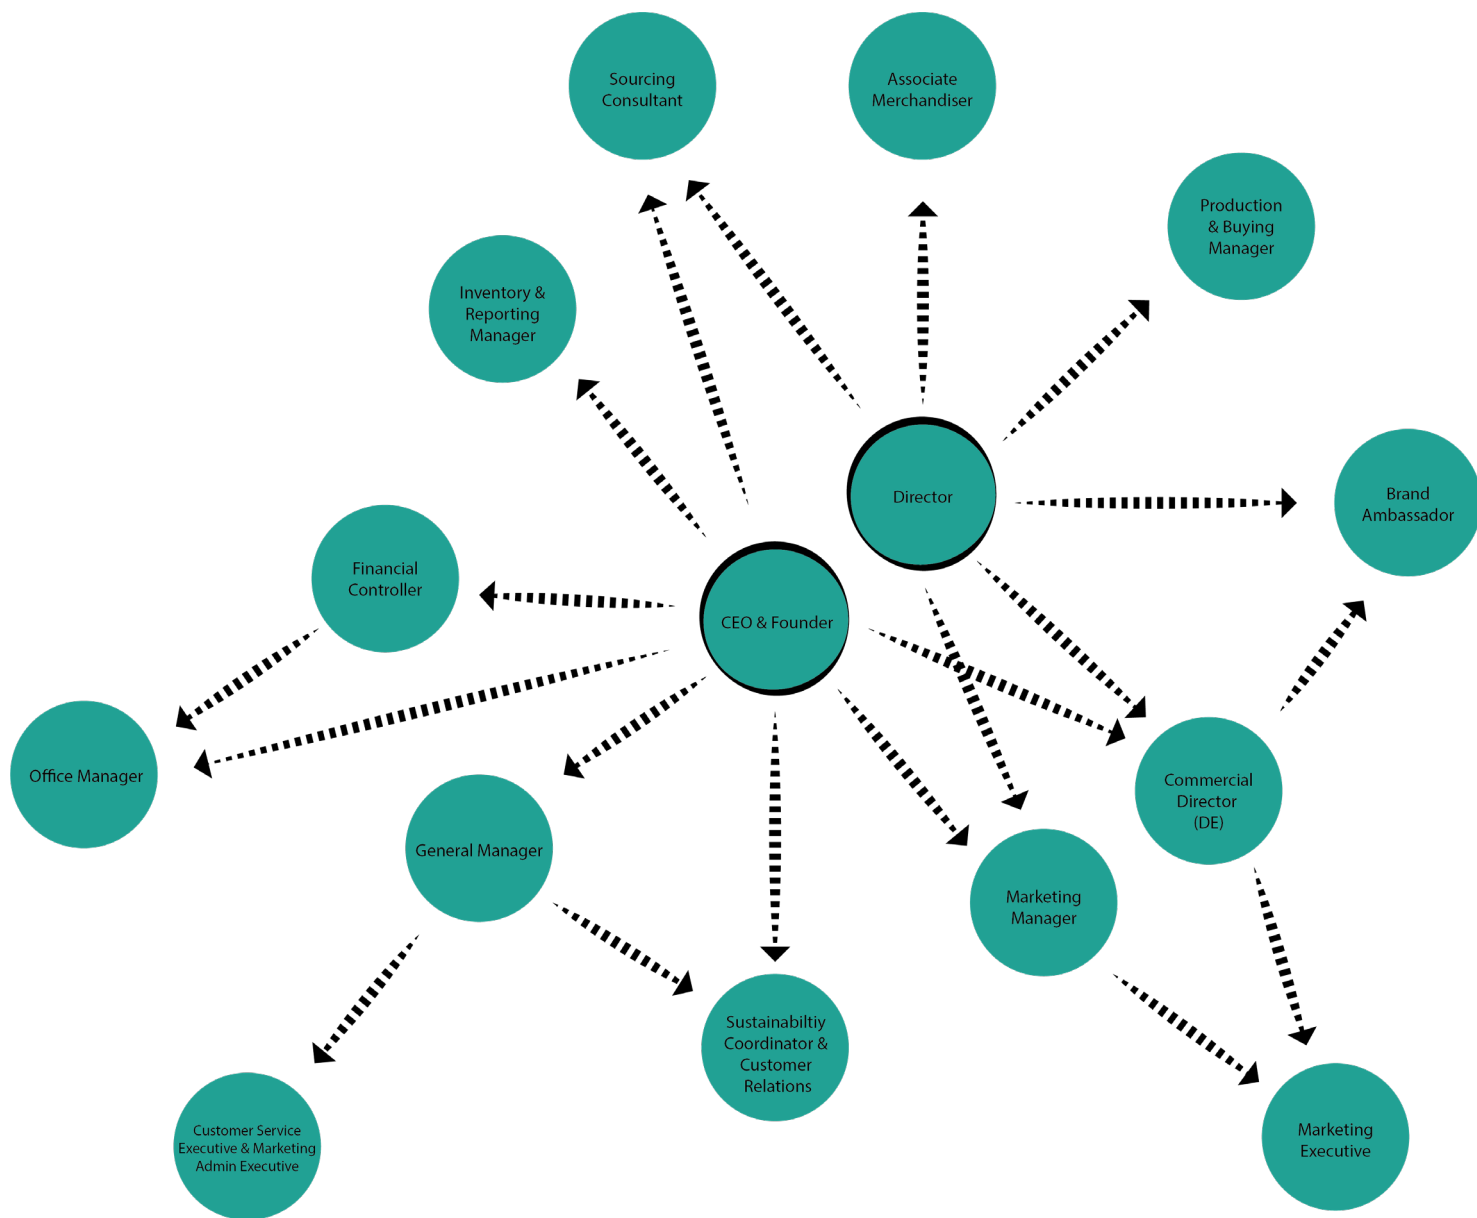 Sourcing
Consultant
Associate
Merchandiser
Production
& Buying
Manager
Inventory &
Reporting
Manager
Director
Brand
Ambassador
Financial
Controller
CEO & Founder
Office Manager
General Manager
Commercial
Director
(DE)
Marketing
Manager
Sustainabiltiy
Coordinator &
Customer
Relations
Customer Service
Executive & Marketing
Admin Executive
Marketing
Executive